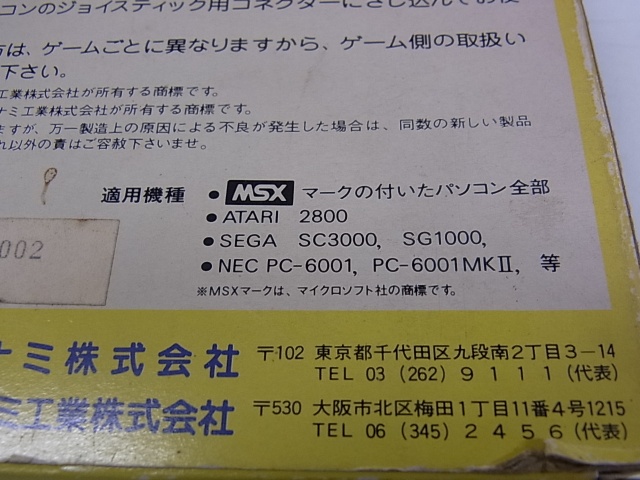 コンのジョイスティック用コネクターにさし込んでお使
方は、ゲームごとに異なりますから、ゲーム側の取扱い
下さい。
工業株式会社が所有する商標です。
ナミ工業株式会社が所有する商標です。
ますが、万一製造上の原因による不良が発生した場合は、同数の新しい製品
れ以外の責はご容赦下さいませ。
適用機種 ● MSX マークの付いたパソコン全部
● ATARI 2800
● SEGA SC3000, SG1000,
● NEC PC-6001, PC-6001MKⅡ, 等
※MSXマークは、マイクロソフト社の商標です。
002
ナミ株式会社 〒102 東京都千代田区九段南2丁目3-14
TEL 03 (262) 9111 (代表)
ミ工業株式会社 〒530 大阪市北区梅田1丁目11番4号1215
TEL 06 (345) 2456 (代表)